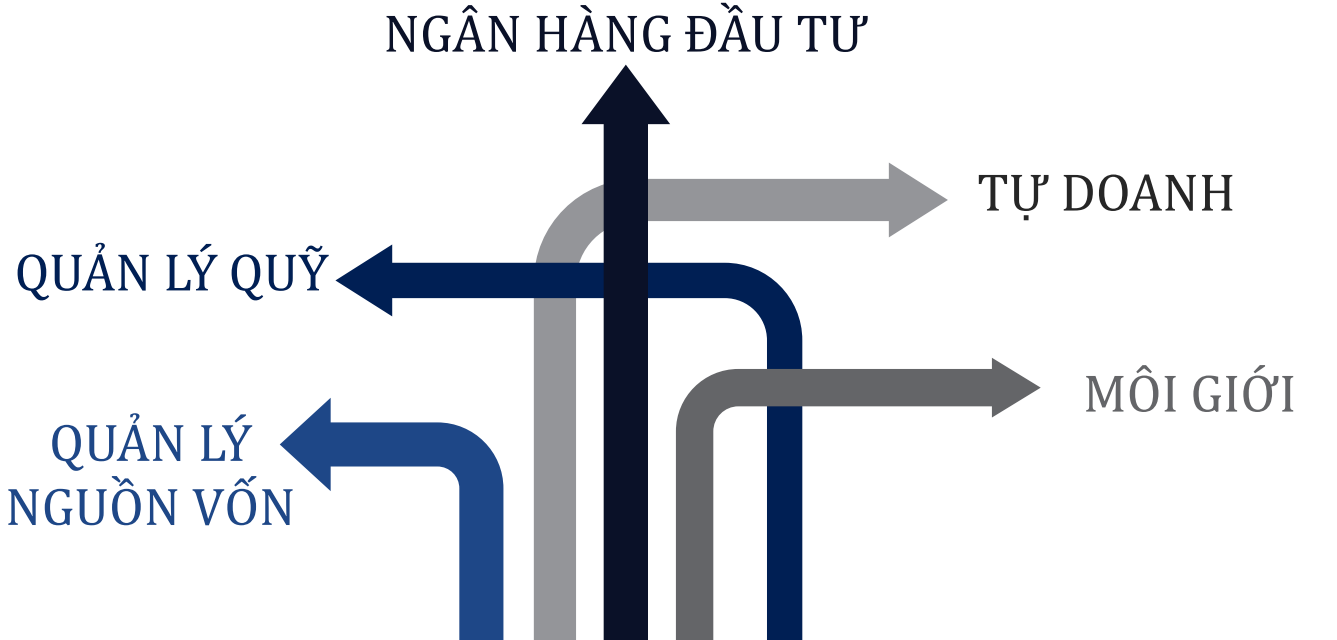 NGÂN HÀNG ĐẦU TƯ
TỰ DOANH
QUẢN LÝ QUỸ
MÔI GIỚI
QUẢN LÝ
NGUỒN VỐN